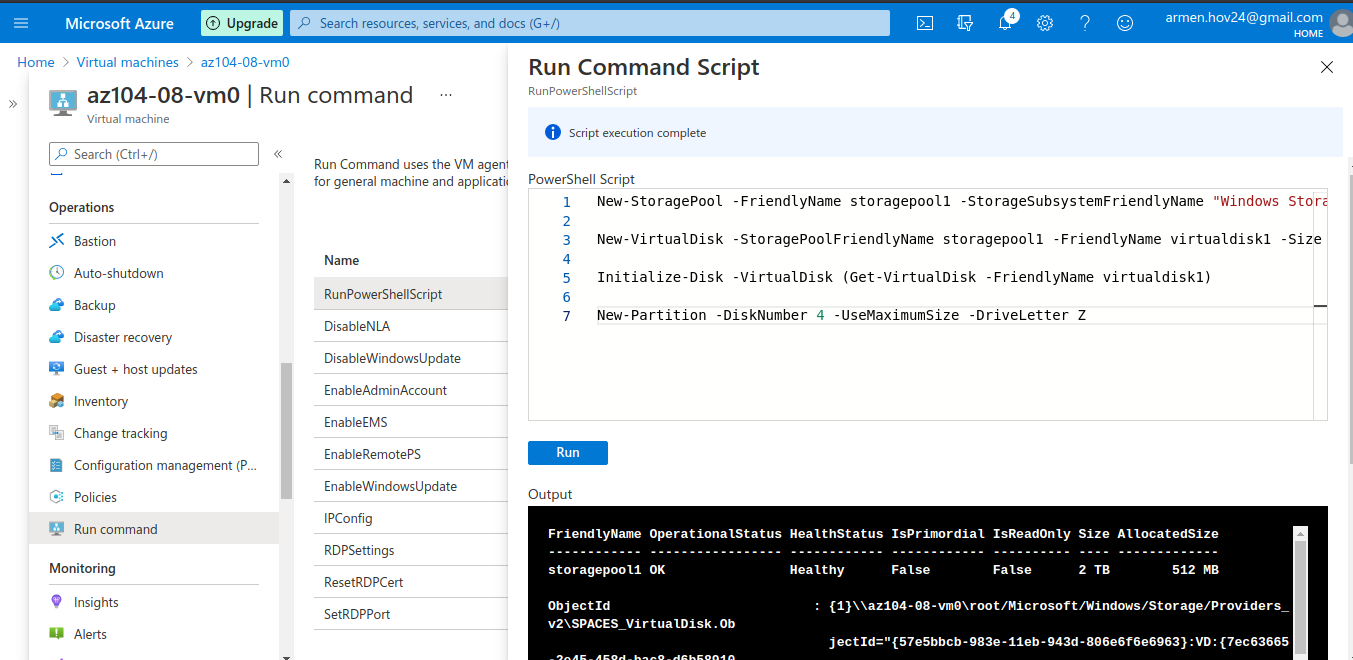 Microsoft Azure
Upgrade
Search resources, services, and docs (G+/)
4
armen.hov24@gmail.com
HOME
Home > Virtual machines > az104-08-vm0
az104-08-vm0 | Run command
...
Virtual machine
Search (Ctrl+/)
«
»
Operations
Bastion
Auto-shutdown
Backup
Disaster recovery
Guest + host updates
Inventory
Change tracking
Configuration management (P...
Policies
Run command
Monitoring
Insights
Alerts
Run Command uses the VM agent
for general machine and applicati
Name
RunPowerShellScript
DisableNLA
DisableWindowsUpdate
EnableAdminAccount
EnableEMS
EnableRemotePS
EnableWindowsUpdate
IPConfig
RDPSettings
ResetRDPCert
SetRDPPort
Run Command Script
RunPowerShellScript
Script execution complete
PowerShell Script
1 New-StoragePool -FriendlyName storagepool1 -StorageSubsystemFriendlyName "Windows Stora
2
3 New-VirtualDisk -StoragePoolFriendlyName storagepool1 -FriendlyName virtualdisk1 -Size
4
5 Initialize-Disk -VirtualDisk (Get-VirtualDisk -FriendlyName virtualdisk1)
6
7 New-Partition -DiskNumber 4 -UseMaximumSize -DriveLetter Z
Run
Output
FriendlyName OperationalStatus HealthStatus IsPrimordial IsReadOnly Size AllocatedSize
------------ ----------------- ------------ ------------ ---------- ---- -------------
storagepool1 OK Healthy False False 2 TB 512 MB
ObjectId : {1}\\az104-08-vm0\root/Microsoft/Windows/Storage/Providers_
v2\SPACES_VirtualDisk.Ob
jectId="{57e5bbcb-983e-11eb-943d-806e6f6e6963}:VD:{7ec63665